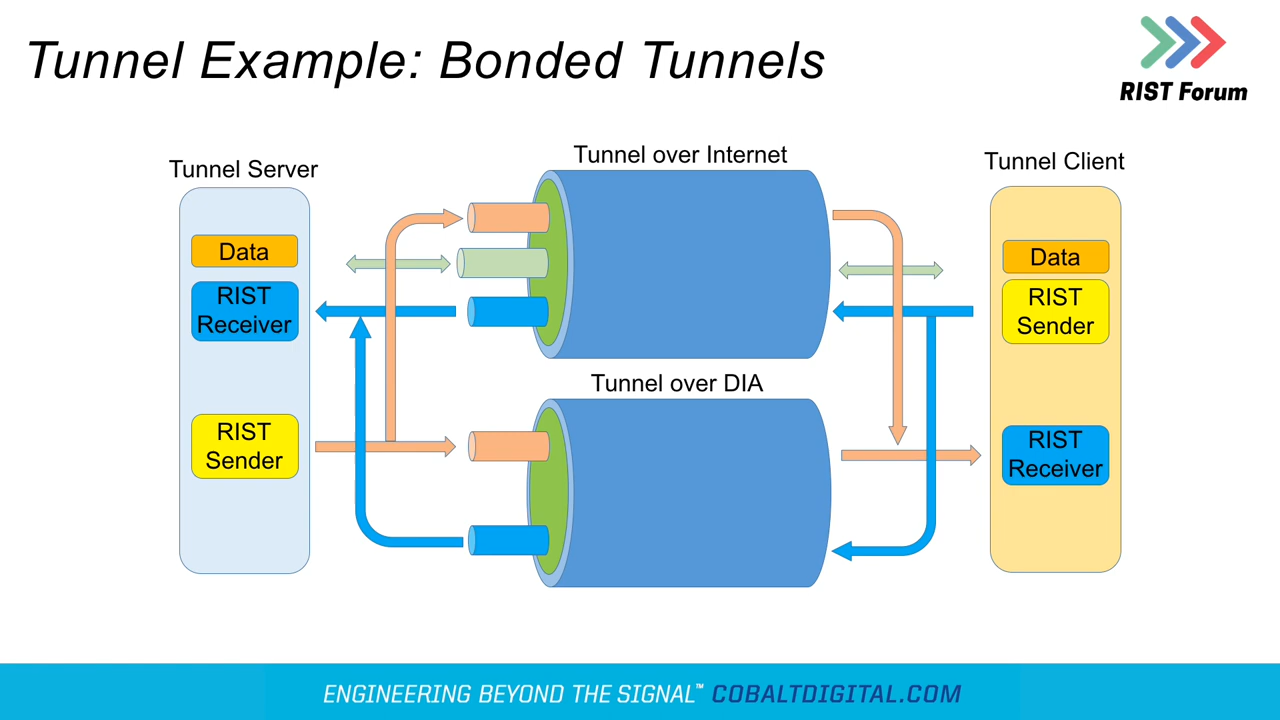 Tunnel Example: Bonded Tunnels
RIST Forum
Tunnel Server
Tunnel over Internet
Tunnel Client
Data
RIST
Receiver
RIST
Sender
Data
RIST
Sender
RIST
Receiver
Tunnel over DIA
ENGINEERING BEYOND THE SIGNAL™ COBALTDIGITAL.COM